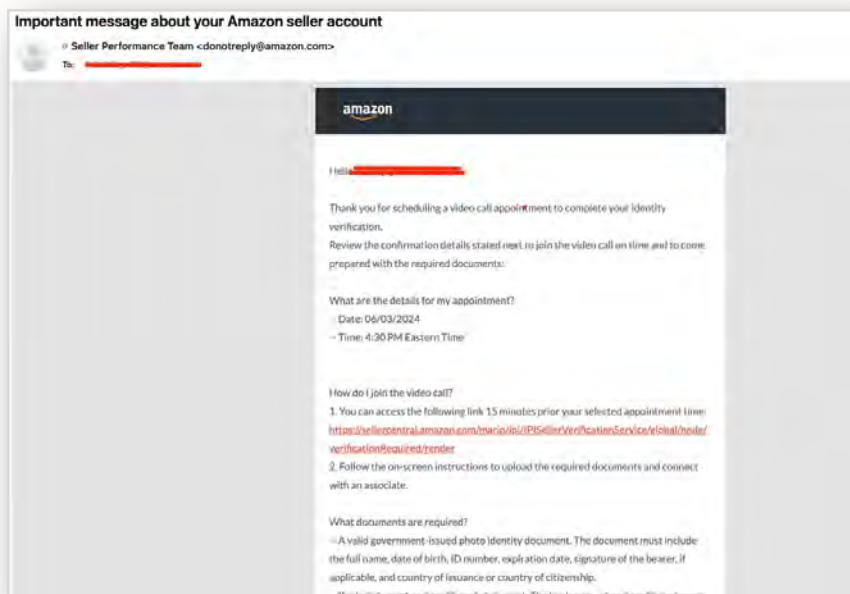 Important message about your Amazon seller account
Seller Performance Team <donotreply@amazon.com>
To:
amazon
Hello
Thank you for scheduling a video call appointment to complete your identity
verification.
Review the confirmation details stated next to join the video call on time and to come
prepared with the required documents:
What are the details for my appointment?
-- Date: 06/03/2024
-- Time: 4:30 PM Eastern Time
How do I join the video call?
1. You can access the following link 15 minutes prior your selected appointment time:
https://sellercentral.amazon.com/mario/ipi/IPISellerVerificationService/global/node/
verificationRequired/render
2. Follow the on-screen instructions to upload the required documents and connect
with an associate.
What documents are required?
-- A valid government-issued photo identity document. The document must include
the full name, date of birth, ID number, expiration date, signature of the bearer, if
applicable, and country of issuance or country of citizenship.